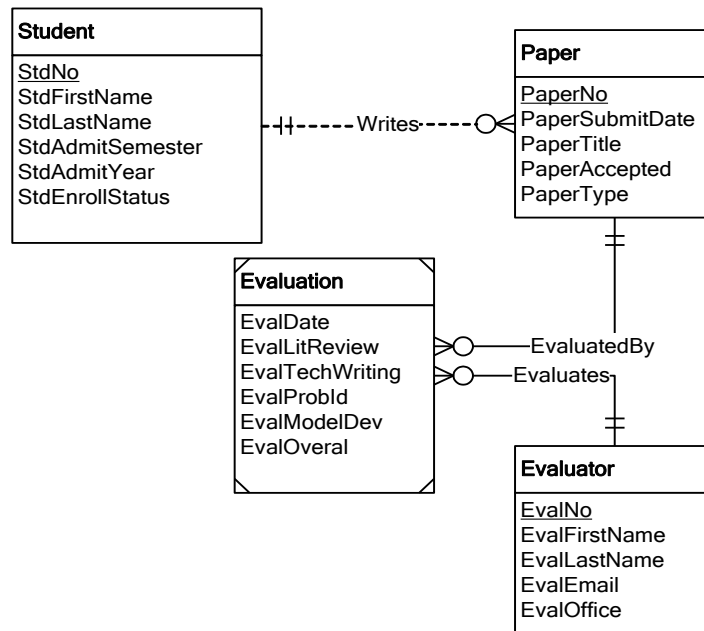 Student
StdNo
StdFirstName
StdLastName
StdAdmitSemester
StdAdmitYear
StdEnrollStatus
Writes
Paper
PaperNo
PaperSubmitDate
PaperTitle
PaperAccepted
PaperType
Evaluation
EvalDate
EvalLitReview
EvalTechWriting
EvalProbId
EvalModelDev
EvalOveral
EvaluatedBy
Evaluates
Evaluator
EvalNo
EvalFirstName
EvalLastName
EvalEmail
EvalOffice